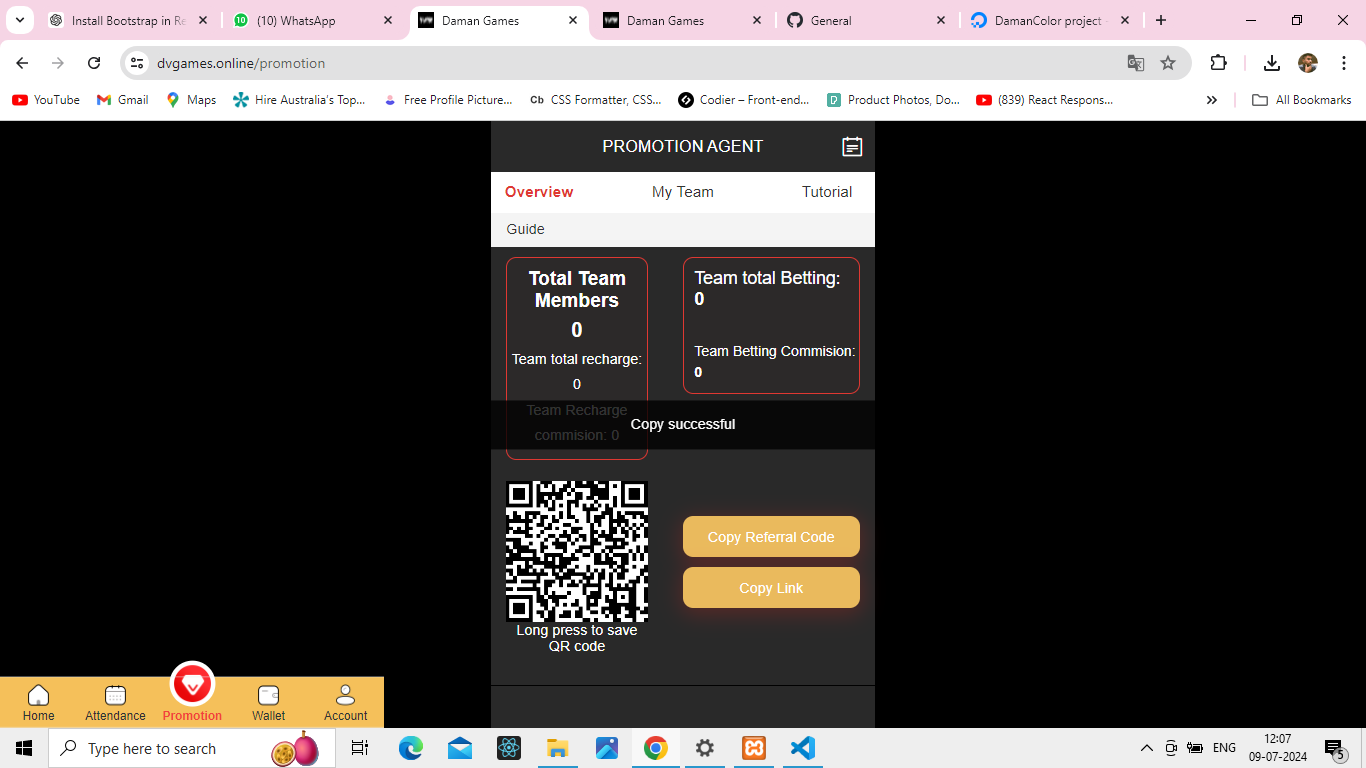 Install Bootstrap in Re
(10) WhatsApp
Daman Games
Daman Games
General
DamanColor project -
dvgames.online/promotion
YouTube
Gmail
Maps
Hire Australia's Top...
Free Profile Picture...
Cb CSS Formatter, CSS...
Codier – Front-end...
Product Photos, Do...
(839) React Respons...
All Bookmarks
PROMOTION AGENT
Overview
My Team
Tutorial
Guide
Total Team
Members
0
Team total recharge:
0
Team Recharge
commision: 0
Team total Betting:
0
Team Betting Commision:
0
Copy successful
Copy Referral Code
Copy Link
Long press to save
QR code
Home
Attendance
Promotion
Wallet
Account
Type here to search
ENG
12:07
09-07-2024
5